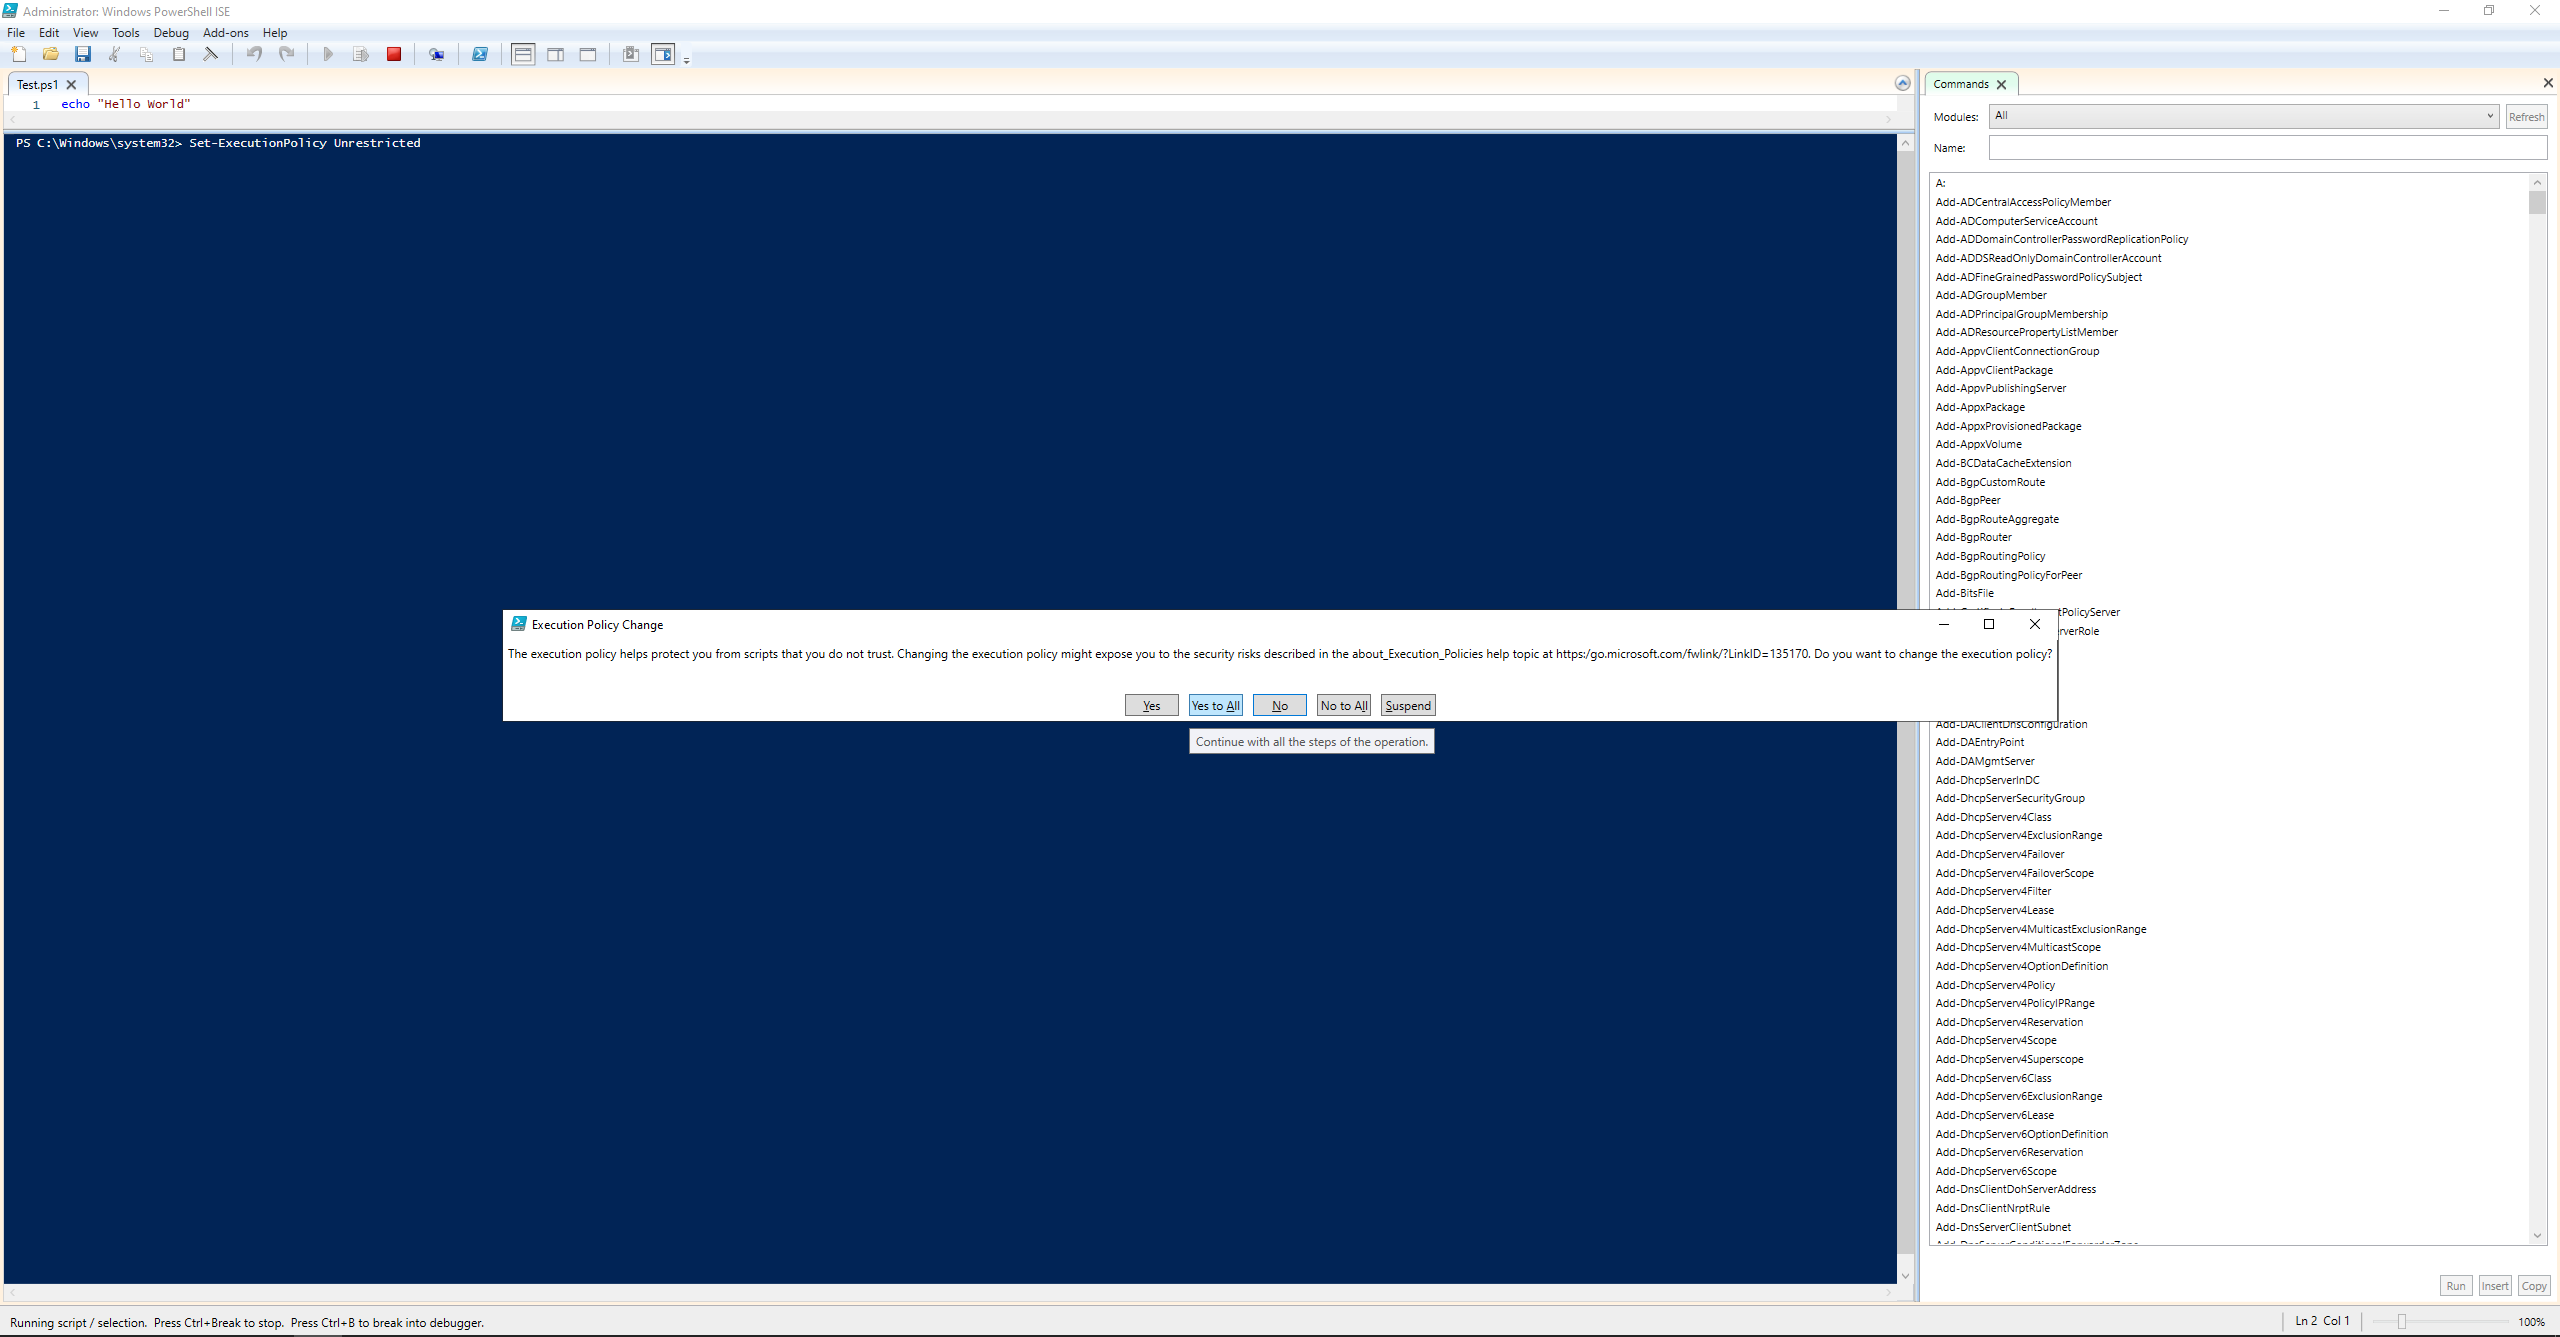 Administrator: Windows PowerShell ISE
File Edit View Tools Debug Add-ons Help
Test.ps1
1 echo "Hello World"
PS C:\Windows\system32> Set-ExecutionPolicy Unrestricted
Execution Policy Change
The execution policy helps protect you from scripts that you do not trust. Changing the execution policy might expose you to the security risks described in the about_Execution_Policies help topic at https:/go.microsoft.com/fwlink/?LinkID=135170. Do you want to change the execution policy?
Yes Yes to All No No to All Suspend
Continue with all the steps of the operation.
Commands
Modules: All Refresh
Name:
A:
Add-ADCentralAccessPolicyMember
Add-ADComputerServiceAccount
Add-ADDomainControllerPasswordReplicationPolicy
Add-ADDSReadOnlyDomainControllerAccount
Add-ADFineGrainedPasswordPolicySubject
Add-ADGroupMember
Add-ADPrincipalGroupMembership
Add-ADResourcePropertyListMember
Add-AppvClientConnectionGroup
Add-AppvClientPackage
Add-AppvPublishingServer
Add-AppxPackage
Add-AppxProvisionedPackage
Add-AppxVolume
Add-BCDataCacheExtension
Add-BgpCustomRoute
Add-BgpPeer
Add-BgpRouteAggregate
Add-BgpRouter
Add-BgpRoutingPolicy
Add-BgpRoutingPolicyForPeer
Add-BitsFile
tPolicyServer
rverRole
Add-DAClientDnsConfiguration
Add-DAEntryPoint
Add-DAMgmtServer
Add-DhcpServerInDC
Add-DhcpServerSecurityGroup
Add-DhcpServerv4Class
Add-DhcpServerv4ExclusionRange
Add-DhcpServerv4Failover
Add-DhcpServerv4FailoverScope
Add-DhcpServerv4Filter
Add-DhcpServerv4Lease
Add-DhcpServerv4MulticastExclusionRange
Add-DhcpServerv4MulticastScope
Add-DhcpServerv4OptionDefinition
Add-DhcpServerv4Policy
Add-DhcpServerv4PolicyIPRange
Add-DhcpServerv4Reservation
Add-DhcpServerv4Scope
Add-DhcpServerv4Superscope
Add-DhcpServerv6Class
Add-DhcpServerv6ExclusionRange
Add-DhcpServerv6Lease
Add-DhcpServerv6OptionDefinition
Add-DhcpServerv6Reservation
Add-DhcpServerv6Scope
Add-DnsClientDohServerAddress
Add-DnsClientNrptRule
Add-DnsServerClientSubnet
Run Insert Copy
Running script / selection. Press Ctrl+Break to stop. Press Ctrl+B to break into debugger.
Ln 2 Col 1 100%